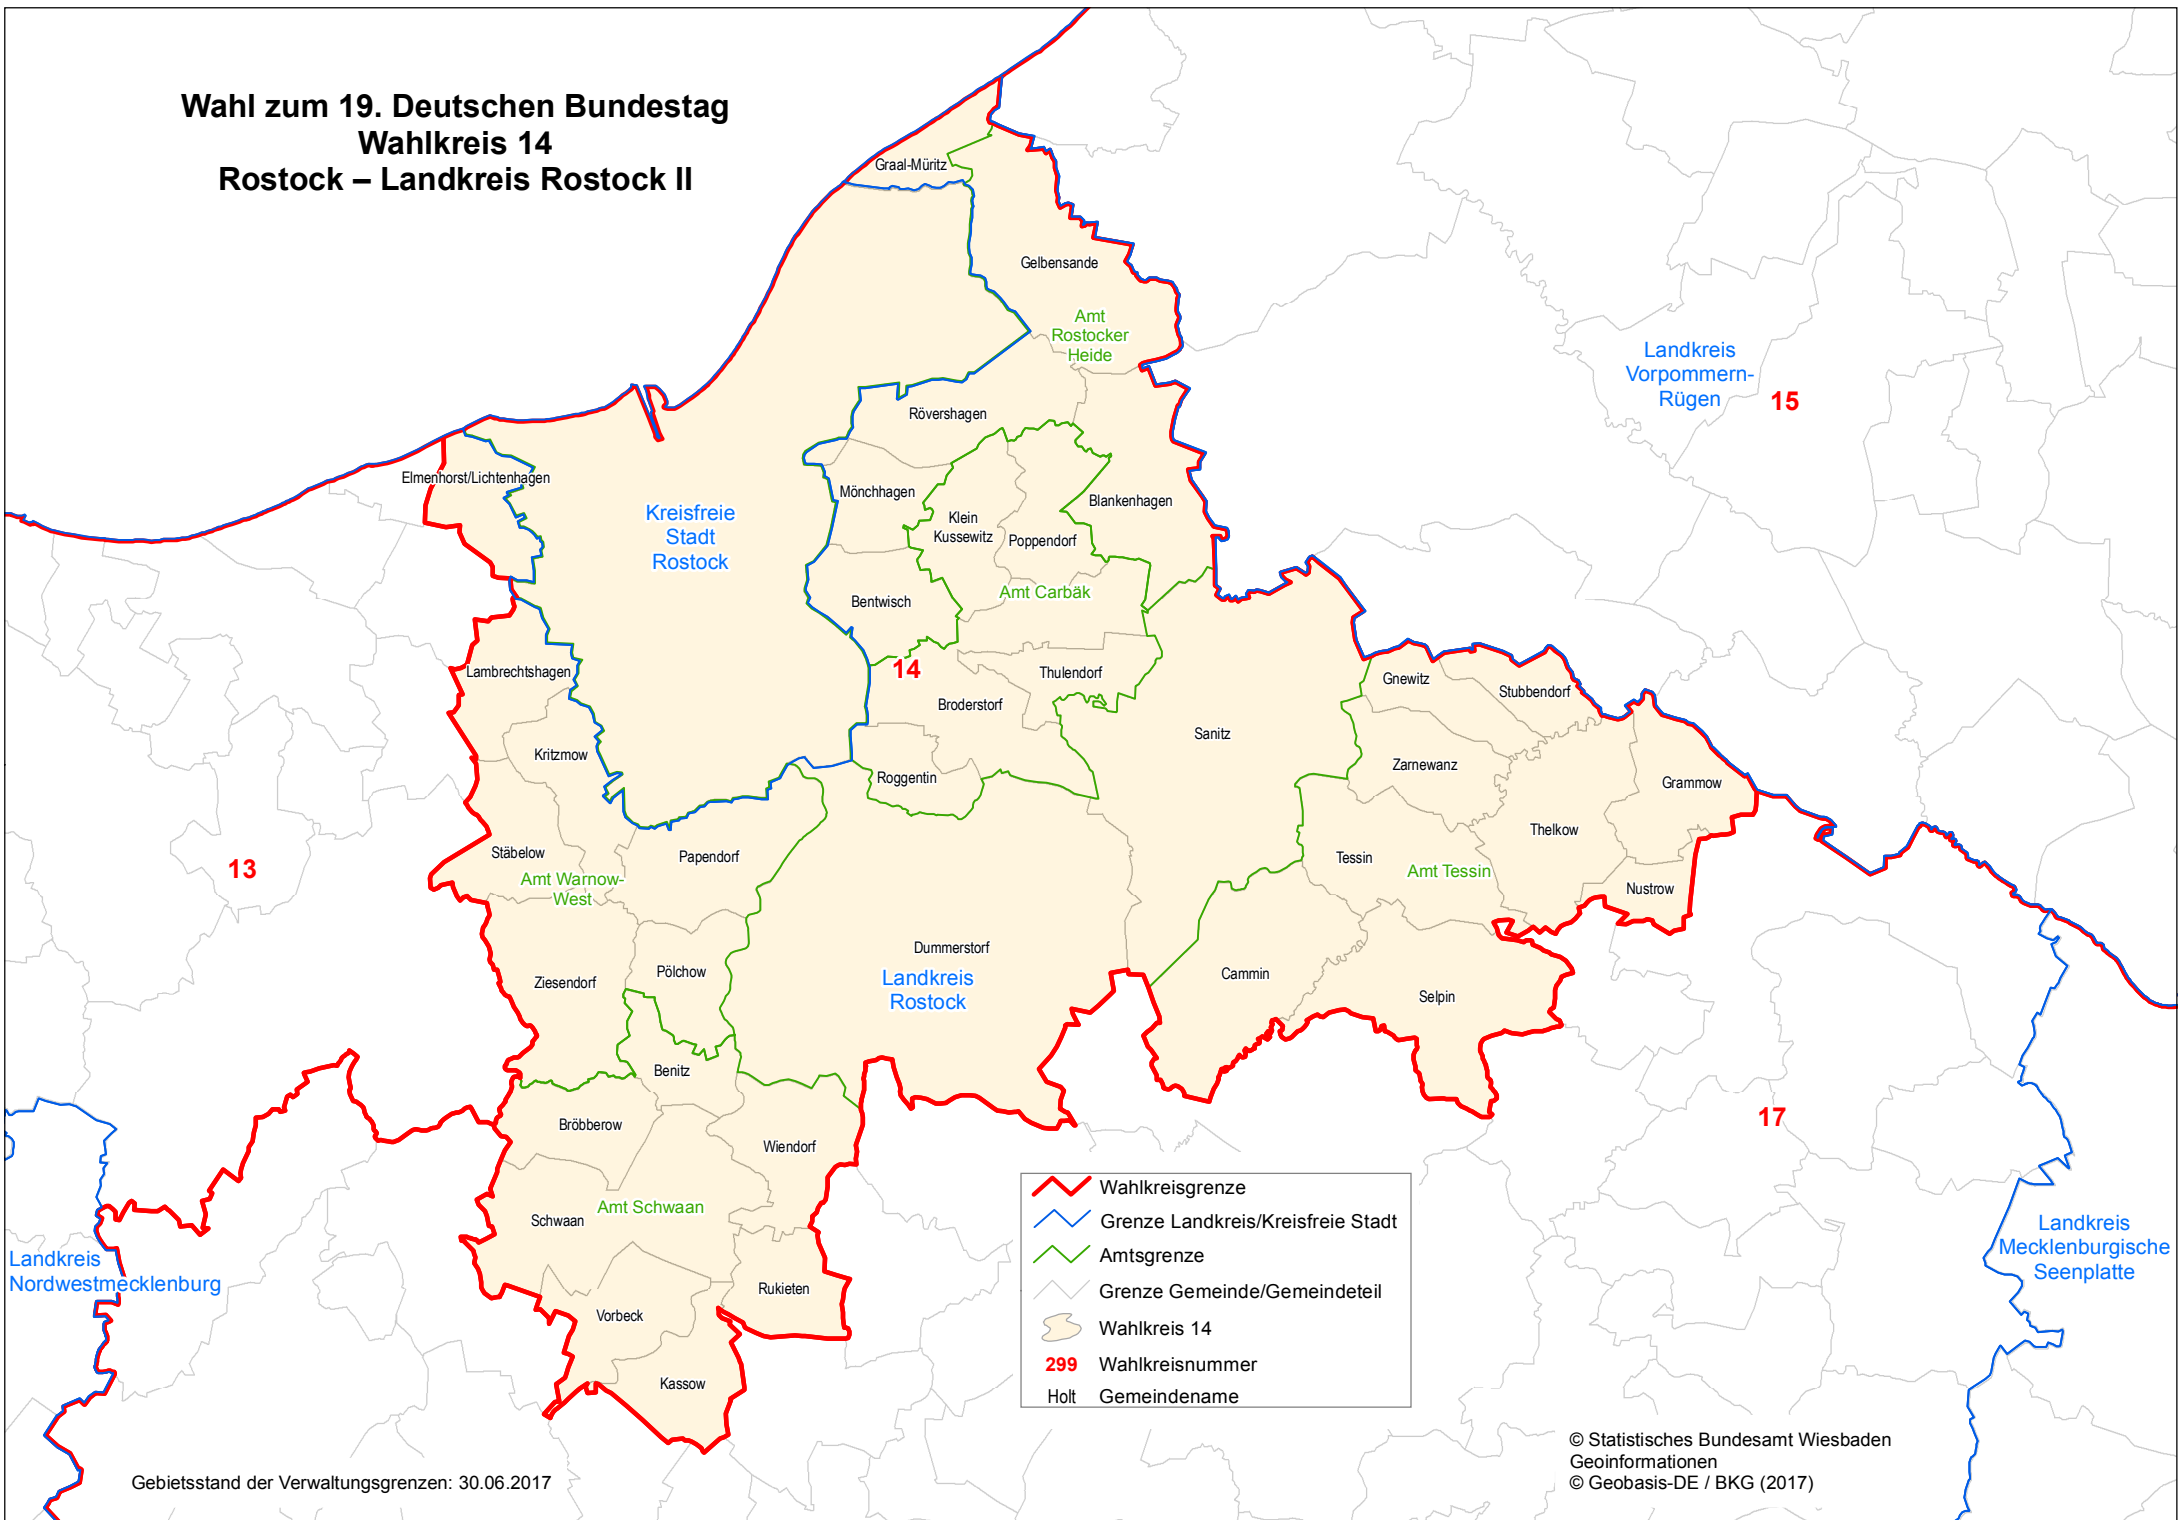 Wahl zum 19. Deutschen Bundestag
Wahlkreis 14
Rostock – Landkreis Rostock II
Graal-Müritz
Gelbensande
Amt
Rostocker
Heide
Landkreis
Vorpommern-
Rügen
15
Rövershagen
Elmenhorst/Lichtenhagen
Mönchhagen
Blankenhagen
Kreisfreie
Stadt
Rostock
Klein
Kussewitz
Poppendorf
Amt Carbäk
Bentwisch
14
Lambrechtshagen
Thulendorf
Gnewitz
Stubbendorf
Broderstorf
Sanitz
Kritzmow
Zarnewanz
Roggentin
Grammow
Thelkow
Stäbelow
Papendorf
Tessin
Amt Tessin
13
Amt Warnow-
West
Nustrow
Dummerstorf
Landkreis
Rostock
Pölchow
Ziesendorf
Cammin
Selpin
Benitz
Bröbberow
17
Wiendorf
Schwaan
Amt Schwaan
Landkreis
Nordwestmecklenburg
Landkreis
Mecklenburgische
Seenplatte
Rukieten
Vorbeck
Kassow
Wahlkreisgrenze
Grenze Landkreis/Kreisfreie Stadt
Amtsgrenze
Grenze Gemeinde/Gemeindeteil
Wahlkreis 14
299 Wahlkreisnummer
Holt Gemeindename
Gebietsstand der Verwaltungsgrenzen: 30.06.2017
© Statistisches Bundesamt Wiesbaden
Geoinformationen
© Geobasis-DE / BKG (2017)